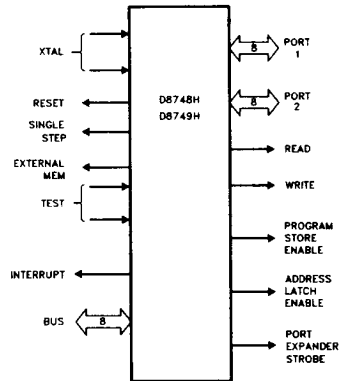 XTAL
RESET
SINGLE
STEP
EXTERNAL
MEM
TEST
INTERRUPT
BUS
8
D8748H
D8749H
8
PORT
1
8
PORT
2
READ
WRITE
PROGRAM
STORE
ENABLE
ADDRESS
LATCH
ENABLE
PORT
EXPANDER
STROBE